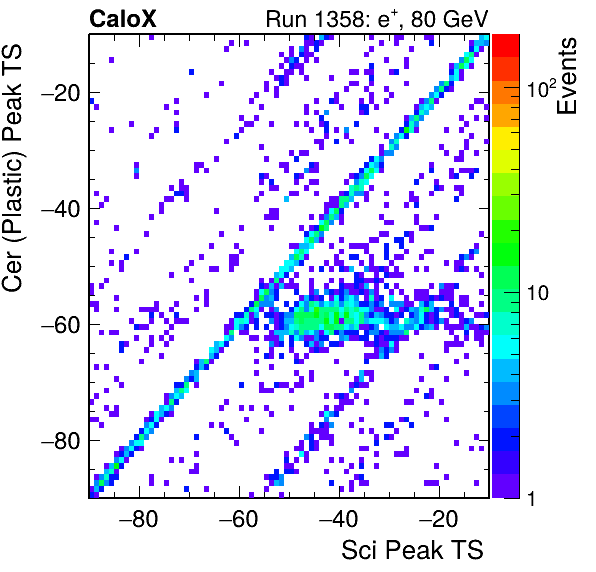 CaloX Run 1358: e⁺, 80 GeV
Cer (Plastic) Peak TS
−20
−40
−60
−80
−80 −60 −40 −20
Sci Peak TS
Events
10²
10
1